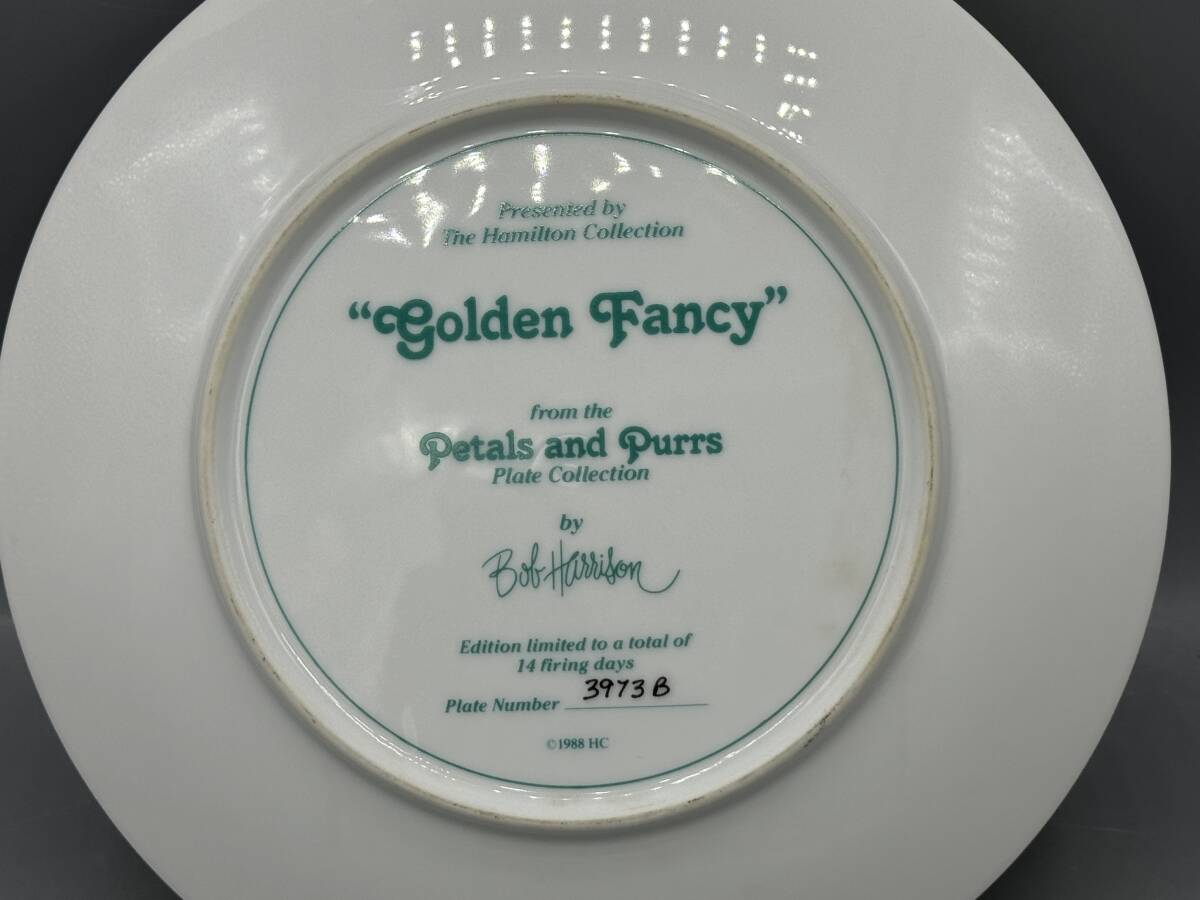 Presented by
The Hamilton Collection
“Golden Fancy”
from the
Petals and Purrs
Plate Collection
by
Bob Harrison
Edition limited to a total of
14 firing days
Plate Number 3973 B
©1988 HC